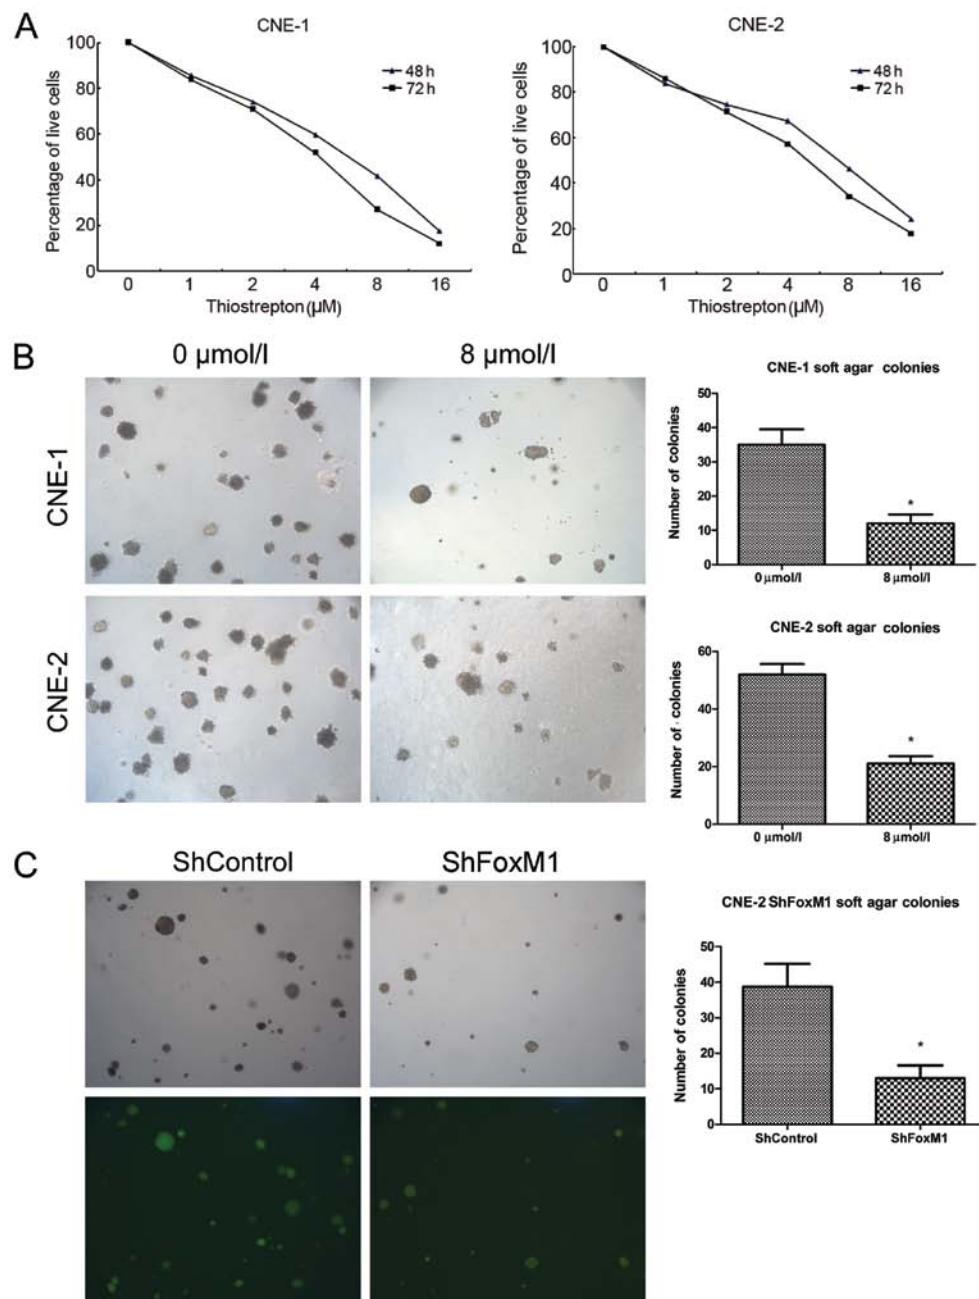 A
CNE-1
Percentage of live cells
100
80
60
40
20
0
48 h
72 h
0 1 2 4 8 16
Thiostrepton (µM)
CNE-2
Percentage of live cells
100
80
60
40
20
0
48 h
72 h
0 1 2 4 8 16
Thiostrepton (µM)
B
0 µmol/l
8 µmol/l
CNE-1
CNE-2
CNE-1 soft agar colonies
Number of colonies
50
40
30
20
10
0
*
0 µmol/l 8 µmol/l
CNE-2 soft agar colonies
Number of colonies
60
40
20
0
*
0 µmol/l 8 µmol/l
C
ShControl
ShFoxM1
CNE-2 ShFoxM1 soft agar colonies
Number of colonies
50
40
30
20
10
0
*
ShControl ShFoxM1